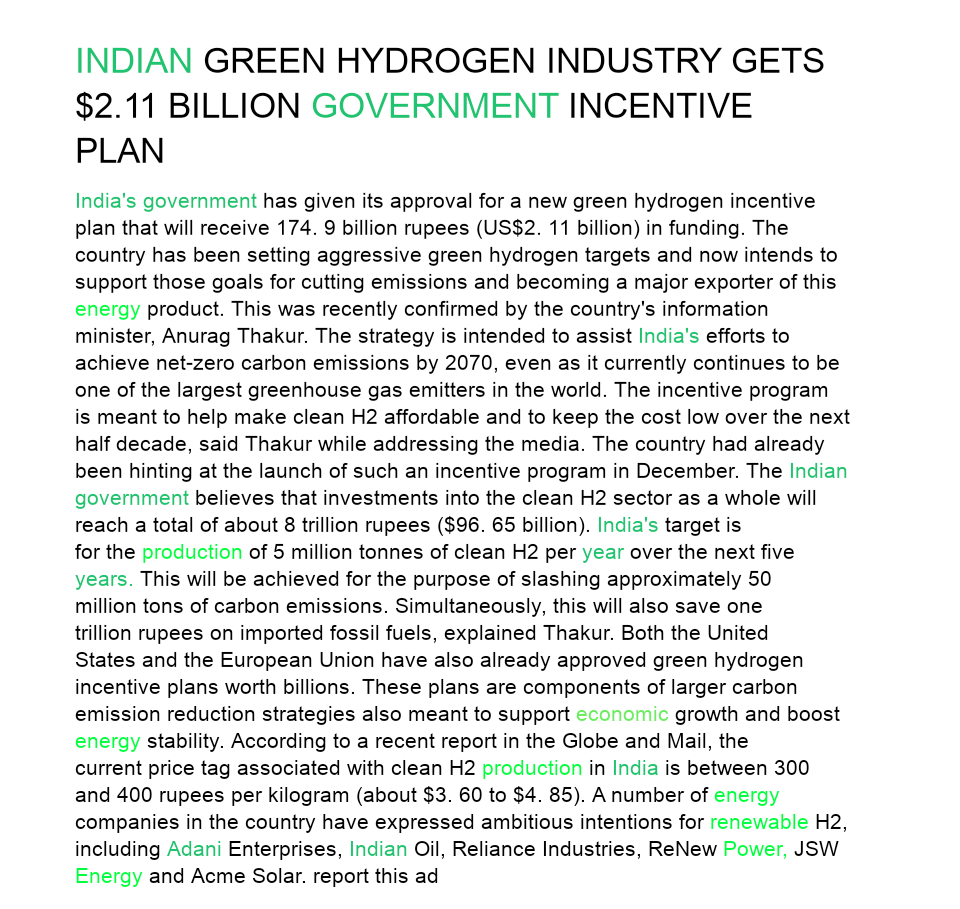 INDIAN GREEN HYDROGEN INDUSTRY GETS
$2.11 BILLION GOVERNMENT INCENTIVE
PLAN
India's government has given its approval for a new green hydrogen incentive
plan that will receive 174. 9 billion rupees (US$2. 11 billion) in funding. The
country has been setting aggressive green hydrogen targets and now intends to
support those goals for cutting emissions and becoming a major exporter of this
energy product. This was recently confirmed by the country's information
minister, Anurag Thakur. The strategy is intended to assist India's efforts to
achieve net-zero carbon emissions by 2070, even as it currently continues to be
one of the largest greenhouse gas emitters in the world. The incentive program
is meant to help make clean H2 affordable and to keep the cost low over the next
half decade, said Thakur while addressing the media. The country had already
been hinting at the launch of such an incentive program in December. The Indian
government believes that investments into the clean H2 sector as a whole will
reach a total of about 8 trillion rupees ($96. 65 billion). India's target is
for the production of 5 million tonnes of clean H2 per year over the next five
years. This will be achieved for the purpose of slashing approximately 50
million tons of carbon emissions. Simultaneously, this will also save one
trillion rupees on imported fossil fuels, explained Thakur. Both the United
States and the European Union have also already approved green hydrogen
incentive plans worth billions. These plans are components of larger carbon
emission reduction strategies also meant to support economic growth and boost
energy stability. According to a recent report in the Globe and Mail, the
current price tag associated with clean H2 production in India is between 300
and 400 rupees per kilogram (about $3. 60 to $4. 85). A number of energy
companies in the country have expressed ambitious intentions for renewable H2,
including Adani Enterprises, Indian Oil, Reliance Industries, ReNew Power, JSW
Energy and Acme Solar. report this ad